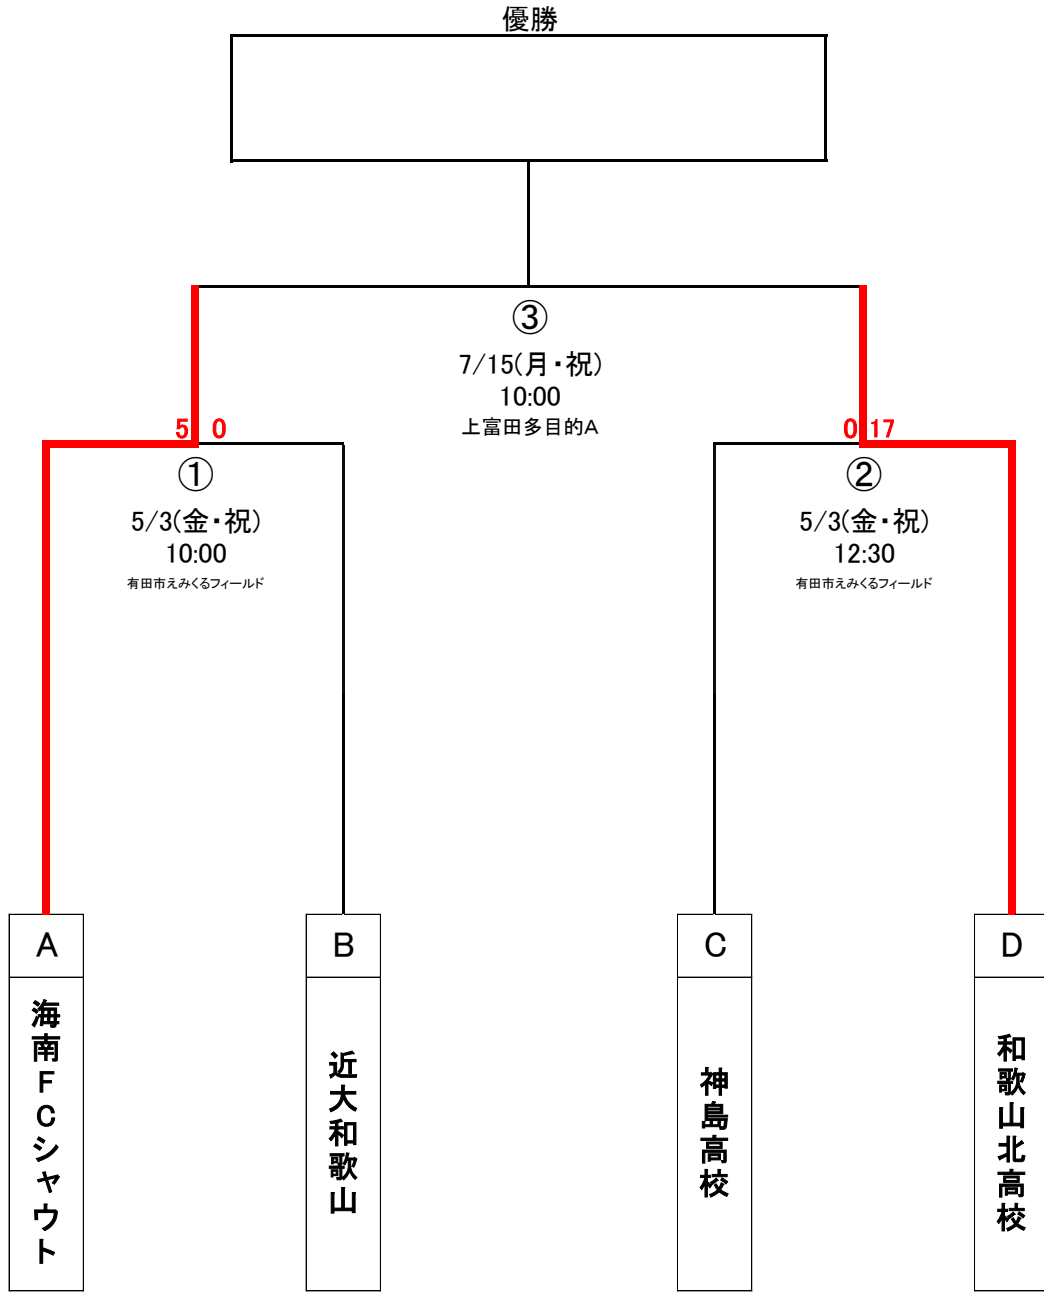 優勝
③
7/15(月・祝)
10:00
上富田多目的A
5 0
0 17
①
5/3(金・祝)
10:00
有田市えみくるフィールド
②
5/3(金・祝)
12:30
有田市えみくるフィールド
A
B
C
D
海南FCシャウト
近大和歌山
神島高校
和歌山北高校